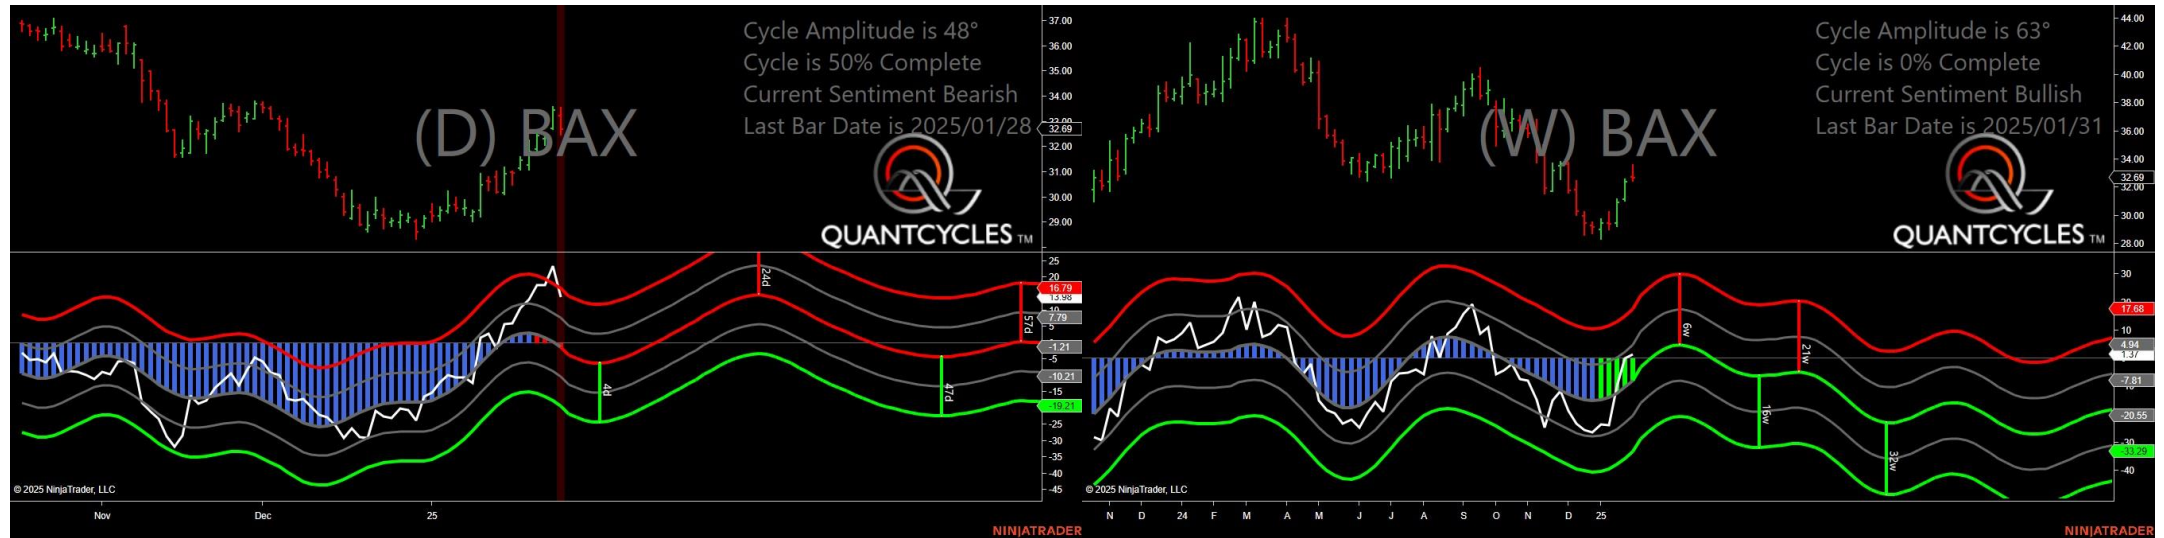 Cycle Amplitude is 48°
Cycle is 50% Complete
Current Sentiment Bearish
Last Bar Date is 2025/01/28
(D) BAX
QUANTCYCLES TM
37.00
36.00
35.00
34.00
33.00
32.69
32.00
31.00
30.00
29.00
25
20
16.79
13.98
7.79
5
-1.21
-5
-10.21
-15
-19.21
-25
-30
-35
-40
-45
24d
57d
4d
47d
© 2025 NinjaTrader, LLC
Nov Dec 25
NINJATRADER
Cycle Amplitude is 63°
Cycle is 0% Complete
Current Sentiment Bullish
Last Bar Date is 2025/01/31
(W) BAX
QUANTCYCLES TM
44.00
42.00
40.00
38.00
36.00
34.00
32.69
32.00
30.00
28.00
30
17.68
10
4.94
1.37
-7.81
-20.55
-30
-33.29
-40
6w
21w
16w
32w
© 2025 NinjaTrader, LLC
N D 24 F M A M J J A S O N D 25
NINJATRADER